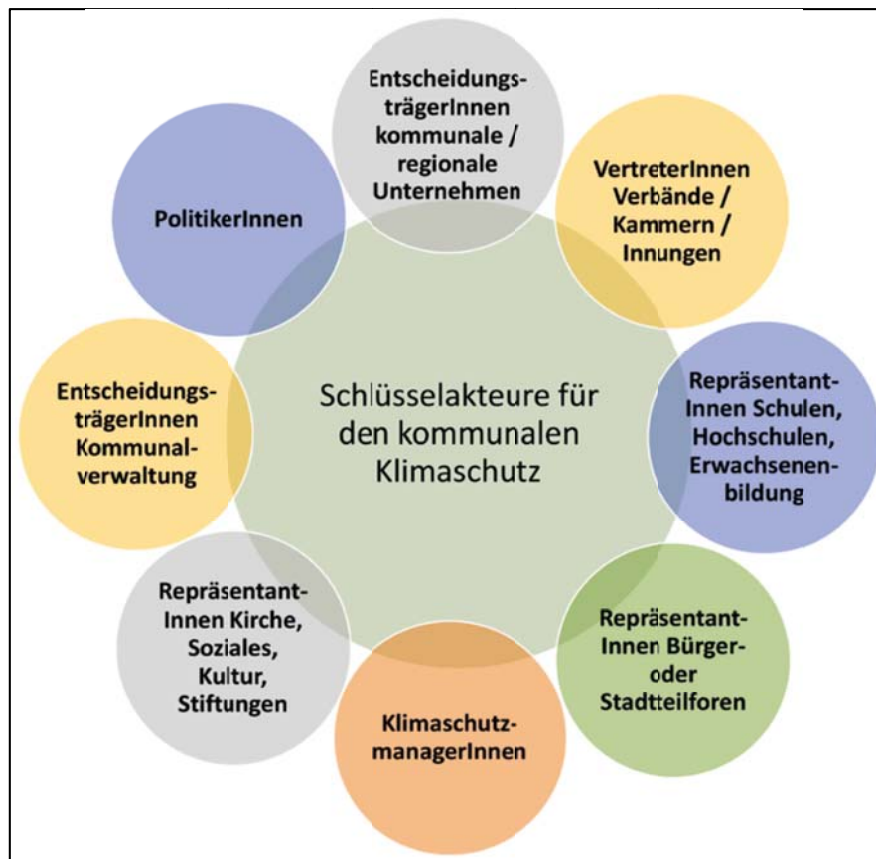 Entscheidungs-
trägerInnen
kommunale /
regionale
Unternehmen
VertreterInnen
Verbände /
Kammern /
Innungen
PolitikerInnen
Schlüsselakteure für
den kommunalen
Klimaschutz
Repräsentant-
Innen Schulen,
Hochschulen,
Erwachsenen-
bildung
Entscheidungs-
trägerInnen
Kommunal-
verwaltung
Repräsentant-
Innen Kirche,
Soziales,
Kultur,
Stiftungen
Repräsentant-
Innen Bürger-
oder
Stadtteilforen
Klimaschutz-
managerInnen